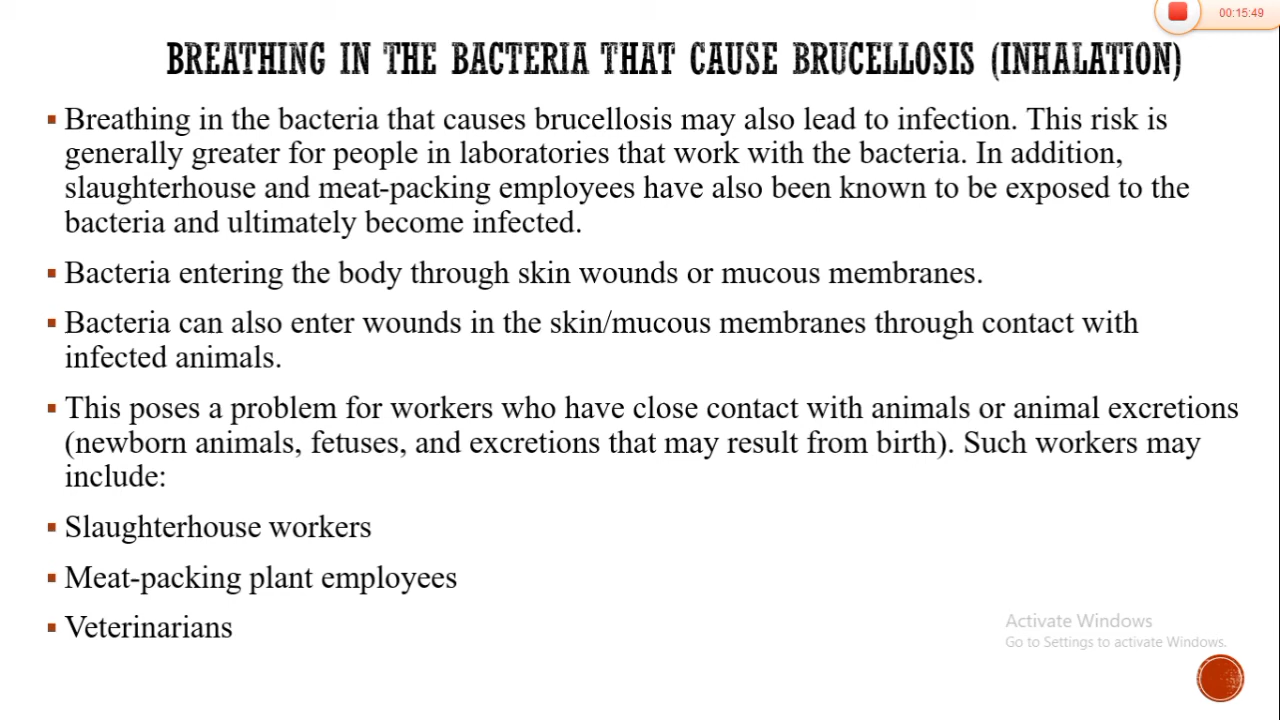 00:15:49
BREATHING IN THE BACTERIA THAT CAUSE BRUCELLOSIS (INHALATION)
▪ Breathing in the bacteria that causes brucellosis may also lead to infection. This risk is
generally greater for people in laboratories that work with the bacteria. In addition,
slaughterhouse and meat-packing employees have also been known to be exposed to the
bacteria and ultimately become infected.
▪ Bacteria entering the body through skin wounds or mucous membranes.
▪ Bacteria can also enter wounds in the skin/mucous membranes through contact with
infected animals.
▪ This poses a problem for workers who have close contact with animals or animal excretions
(newborn animals, fetuses, and excretions that may result from birth). Such workers may
include:
▪ Slaughterhouse workers
▪ Meat-packing plant employees
▪ Veterinarians
Activate Windows
Go to Settings to activate Windows.